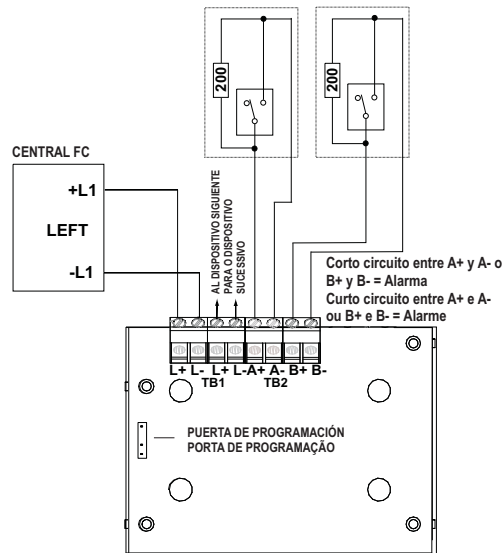 200
200
CENTRAL FC
+L1
LEFT
-L1
AL DISPOSITIVO SIGUIENTE
PARA O DISPOSITIVO
SUCESSIVO
Corto circuito entre A+ y A- o
B+ y B- = Alarma
Curto circuito entre A+ e A-
ou B+ e B- = Alarme
L+ L- L+ L- A+ A- B+ B-
TB1 TB2
PUERTA DE PROGRAMACIÓN
PORTA DE PROGRAMAÇÃO